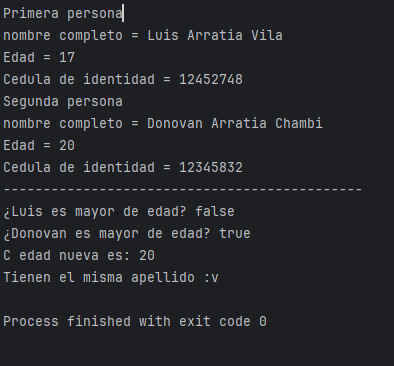 Primera persona
nombre completo = Luis Arratia Vila
Edad = 17
Cedula de identidad = 12452748
Segunda persona
nombre completo = Donovan Arratia Chambi
Edad = 20
Cedula de identidad = 12345832
---------------------------------------------
¿Luis es mayor de edad? false
¿Donovan es mayor de edad? true
C edad nueva es: 20
Tienen el misma apellido :v
Process finished with exit code 0